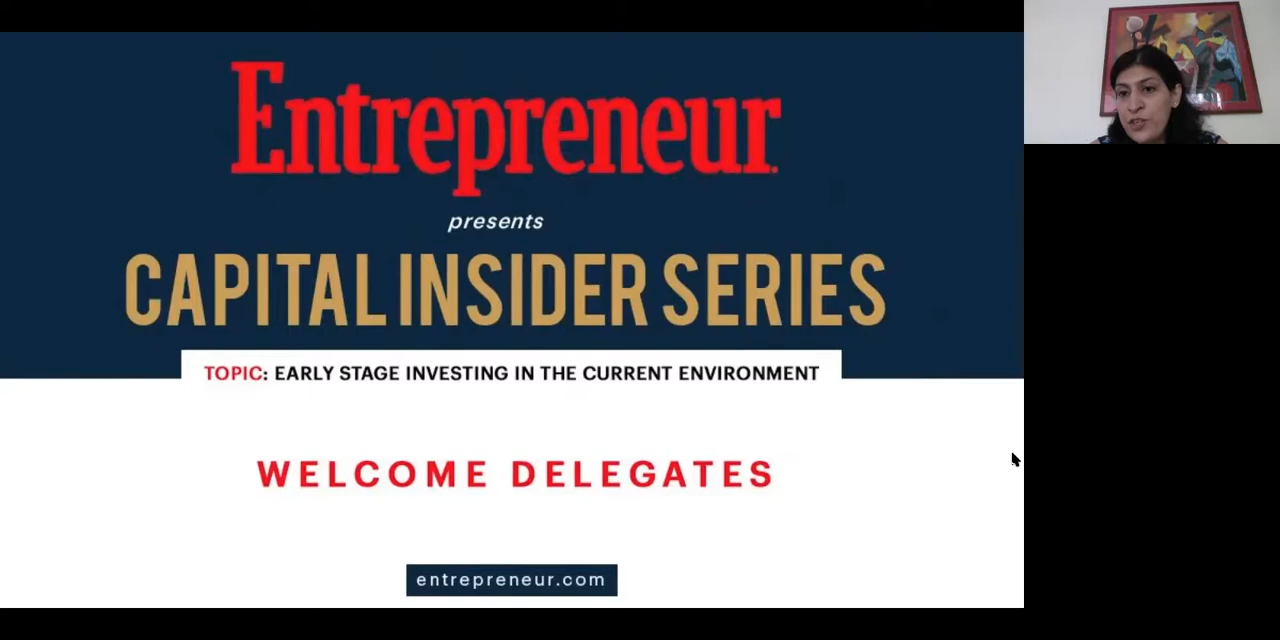 Entrepreneur
presents
CAPITAL INSIDER SERIES
TOPIC: EARLY STAGE INVESTING IN THE CURRENT ENVIRONMENT
WELCOME DELEGATES
entrepreneur.com